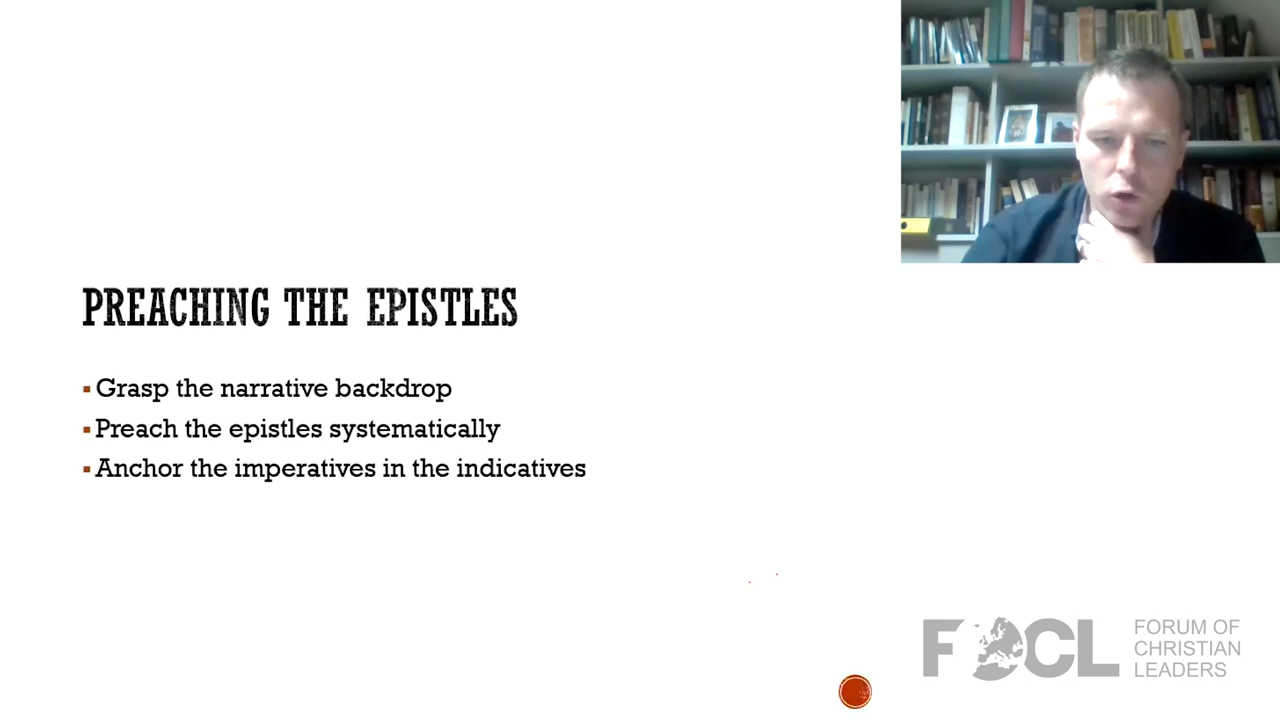 PREACHING THE EPISTLES
Grasp the narrative backdrop
Preach the epistles systematically
Anchor the imperatives in the indicatives
FOCL
FORUM OF
CHRISTIAN
LEADERS